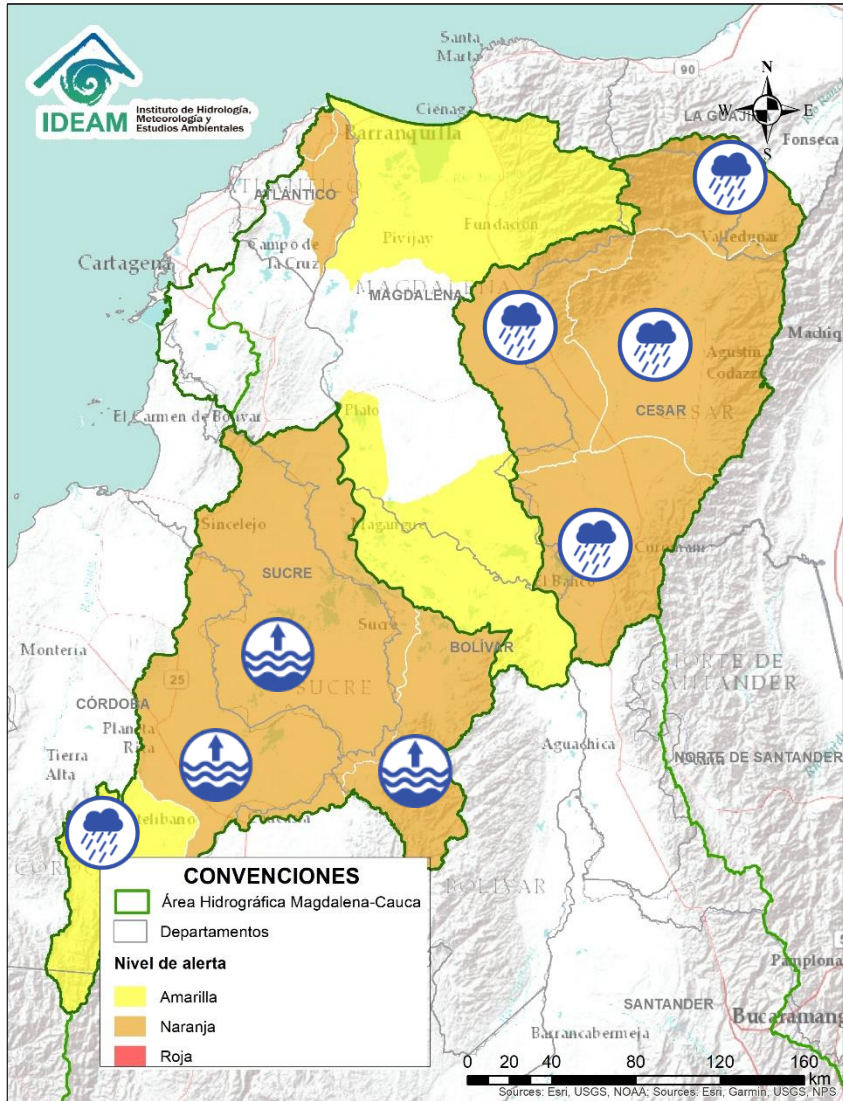 IDEAM
Instituto de Hidrología,
Meteorología y
Estudios Ambientales
Santa
Marta
90
N
W
E
S
LA GUAJIRA
Fonseca
Ciénaga
Barranquilla
ATLÁNTICO
ATLANTICO
Fundación
Pivijay
Valledupar
Cartagena
Campo de
la Cruz
MAGDALENA
MAGDALENA
Agustín
Codazzi
Machiq
El Carmen de Bolívar
Plato
CESAR
CESAR
Sincelejo
Magangué
SUCRE
El Banco
Sucre
BOLÍVAR
Montería
25
SUCRE
NORTE DE
SANTANDER
CÓRDOBA
Planeta
Rica
Tierra
Alta
Aguachica
NORTE DE SANTANDER
BOLÍVAR
CONVENCIONES
Área Hidrográfica Magdalena-Cauca
Departamentos
Nivel de alerta
Amarilla
Naranja
Roja
Pamplona
SANTANDER
Bucaramang
Barrancabermeja
0 20 40 80 120 160
km
Sources: Esri, USGS, NOAA; Sources: Esri, Garmin, USGS, NPS